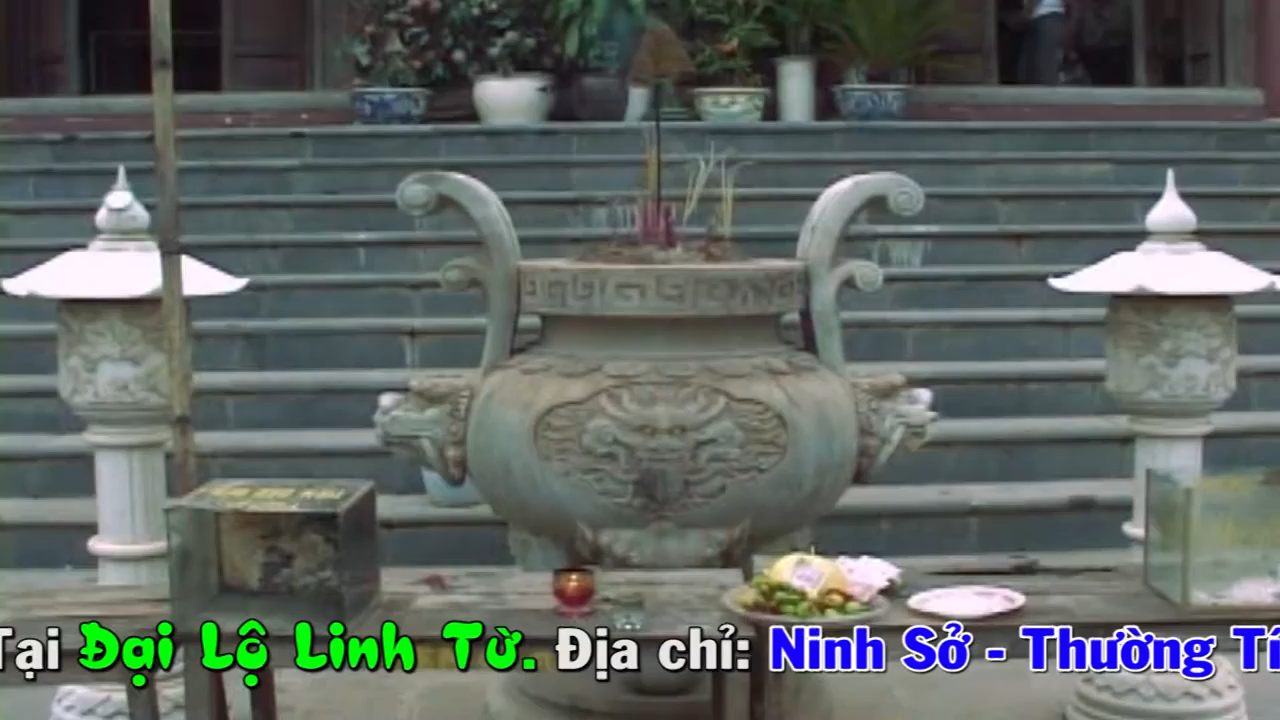 Tại Đại Lộ Linh Từ. Địa chỉ: Ninh Sở - Thường Tí